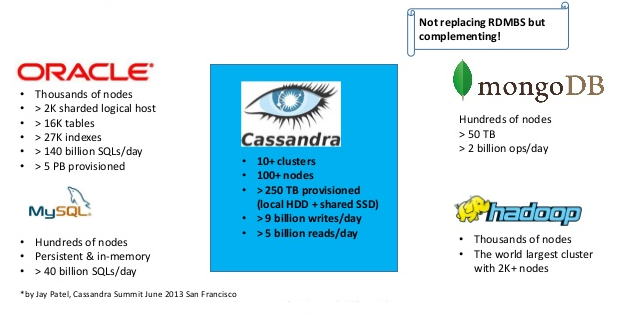 Not replacing RDMBS but
complementing!
ORACLE®
• Thousands of nodes
• > 2K sharded logical host
• > 16K tables
• > 27K indexes
• > 140 billion SQLs/day
• > 5 PB provisioned
MySQL
• Hundreds of nodes
• Persistent & in-memory
• > 40 billion SQLs/day
Cassandra
• 10+ clusters
• 100+ nodes
• > 250 TB provisioned
(local HDD + shared SSD)
• > 9 billion writes/day
• > 5 billion reads/day
mongoDB
Hundreds of nodes
> 50 TB
> 2 billion ops/day
hadoop
• Thousands of nodes
• The world largest cluster
with 2K+ nodes
*by Jay Patel, Cassandra Summit June 2013 San Francisco